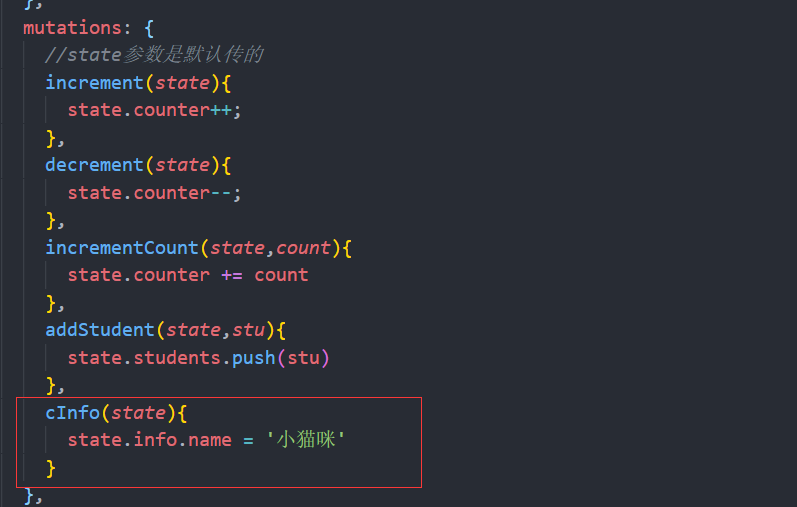 },
mutations: {
//state参数是默认传的
increment(state){
state.counter++;
},
decrement(state){
state.counter--;
},
incrementCount(state,count){
state.counter += count
},
addStudent(state,stu){
state.students.push(stu)
},
cInfo(state){
state.info.name = '小猫咪'
}
},